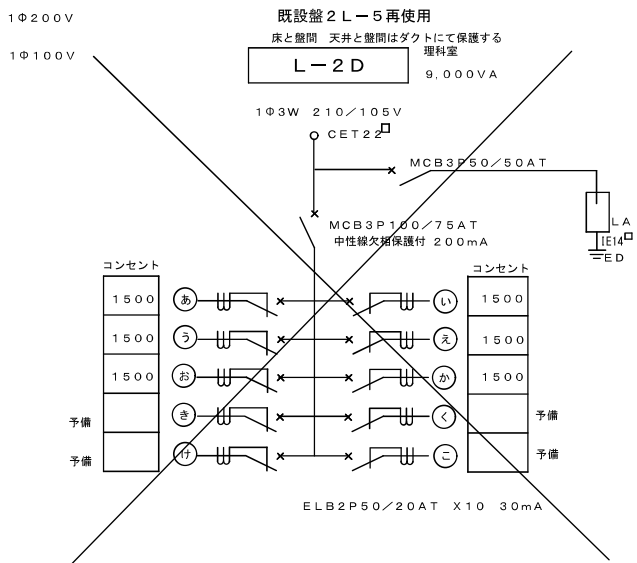 1Φ200V
既設盤2L－5再使用
床と盤間　天井と盤間はダクトにて保護する
1Φ100V
理科室
L－2D
9,000VA
1Φ3W　210／105V
CET22□
MCB3P50／50AT
MCB3P100／75AT
LA
中性線欠相保護付　200mA
IE14□
ED
コンセント
コンセント
1500　あ　い　1500
1500　う　え　1500
1500　お　か　1500
予備　き　く　予備
予備　け　こ　予備
ELB2P50／20AT　X10　30mA